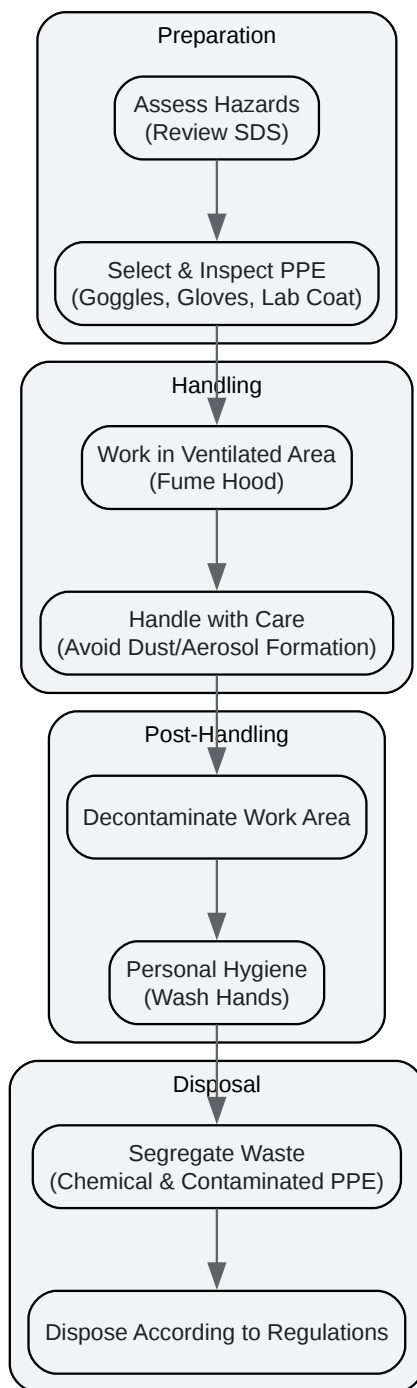 Preparation
Assess Hazards
(Review SDS)
Select & Inspect PPE
(Goggles, Gloves, Lab Coat)
Handling
Work in Ventilated Area
(Fume Hood)
Handle with Care
(Avoid Dust/Aerosol Formation)
Post-Handling
Decontaminate Work Area
Personal Hygiene
(Wash Hands)
Disposal
Segregate Waste
(Chemical & Contaminated PPE)
Dispose According to Regulations